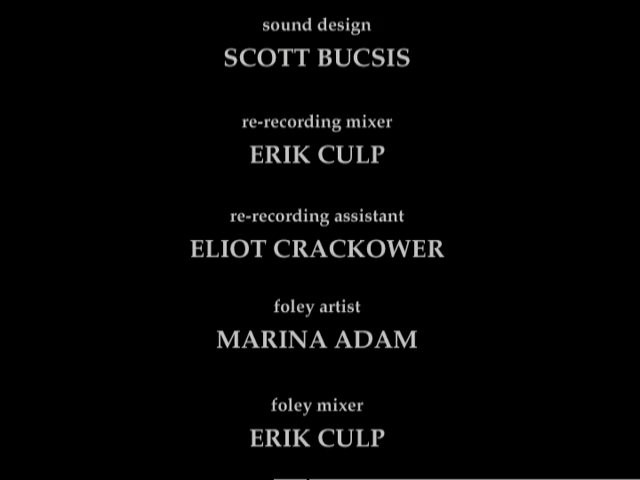 sound design
SCOTT BUCSIS
re-recording mixer
ERIK CULP
re-recording assistant
ELIOT CRACKOWER
foley artist
MARINA ADAM
foley mixer
ERIK CULP